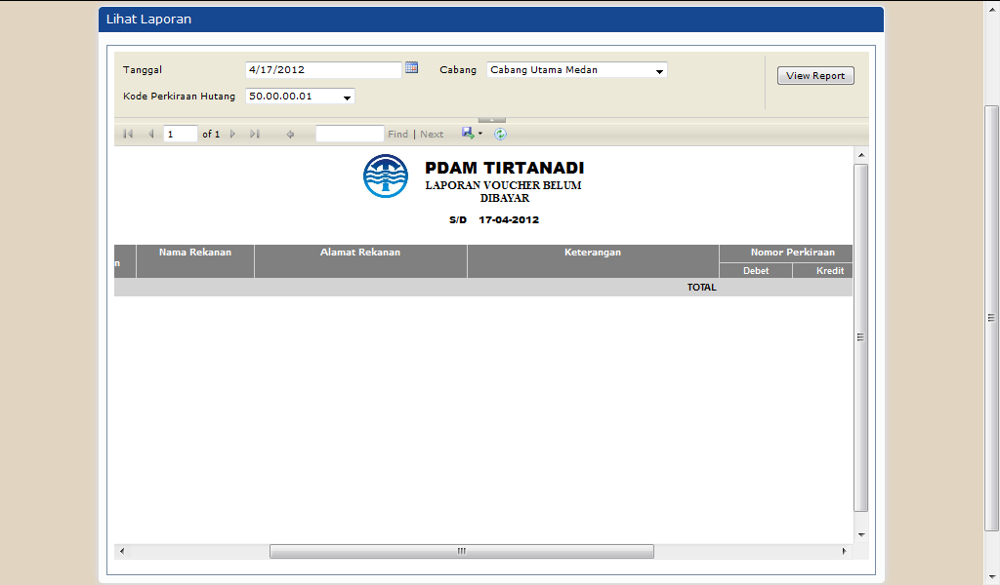 Lihat Laporan
Tanggal 4/17/2012 Cabang Cabang Utama Medan View Report
Kode Perkiraan Hutang 50.00.00.01
1 of 1 Find | Next
PDAM TIRTANADI
LAPORAN VOUCHER BELUM
DIBAYAR
S/D 17-04-2012
n Nama Rekanan Alamat Rekanan Keterangan Nomor Perkiraan
Debet Kredit
TOTAL